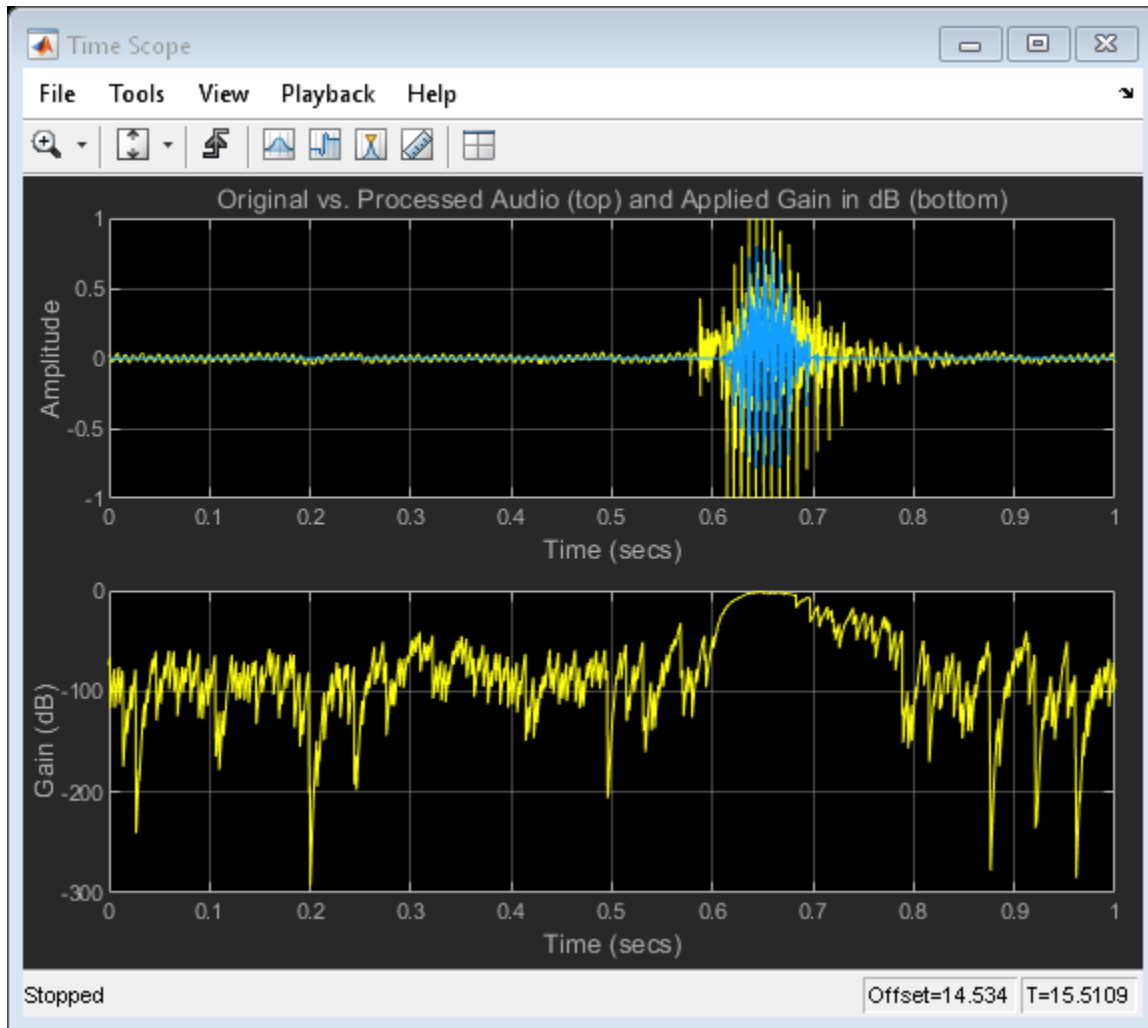 Time Scope
File Tools View Playback Help
Original vs. Processed Audio (top) and Applied Gain in dB (bottom)
1
0.5
0
-0.5
-1
Amplitude
0 0.1 0.2 0.3 0.4 0.5 0.6 0.7 0.8 0.9 1
Time (secs)
0
-100
-200
-300
Gain (dB)
0 0.1 0.2 0.3 0.4 0.5 0.6 0.7 0.8 0.9 1
Time (secs)
Stopped Offset=14.534 T=15.5109